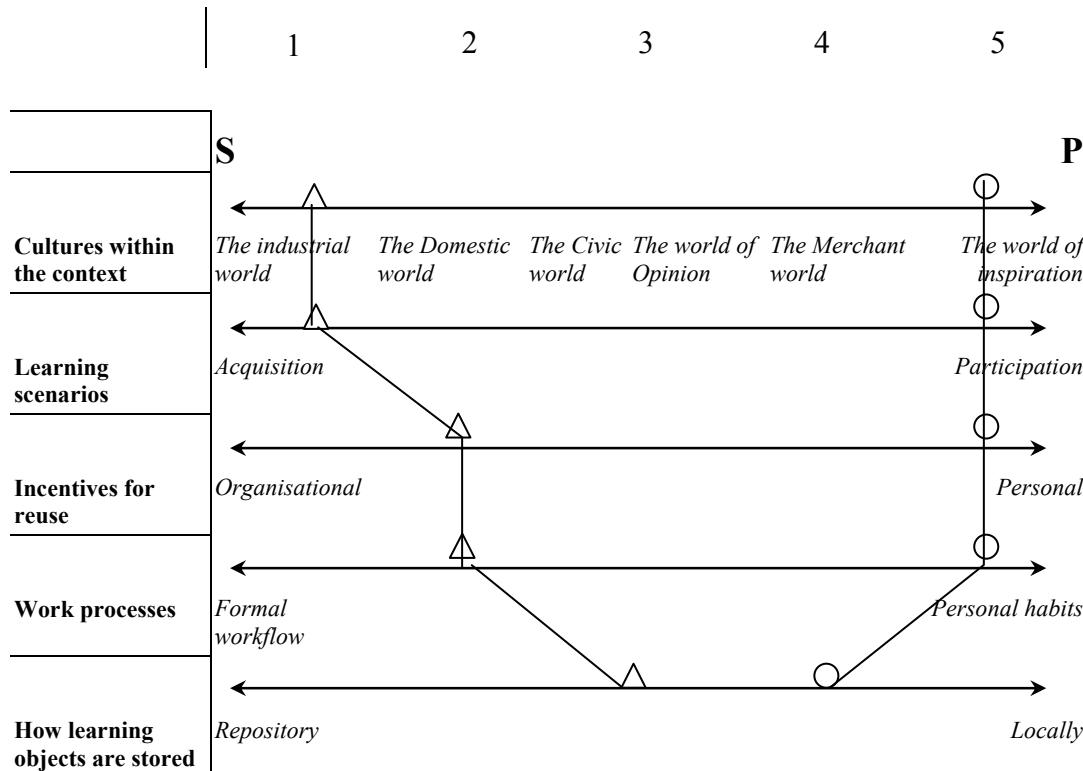 1 2 3 4 5
S P
Cultures within
the context
The industrial
world
The Domestic
world
The Civic
world
The world of
Opinion
The Merchant
world
The world of
inspiration
Learning
scenarios
Acquisition
Participation
Incentives for
reuse
Organisational
Personal
Work processes
Formal
workflow
Personal habits
How learning
objects are stored
Repository
Locally